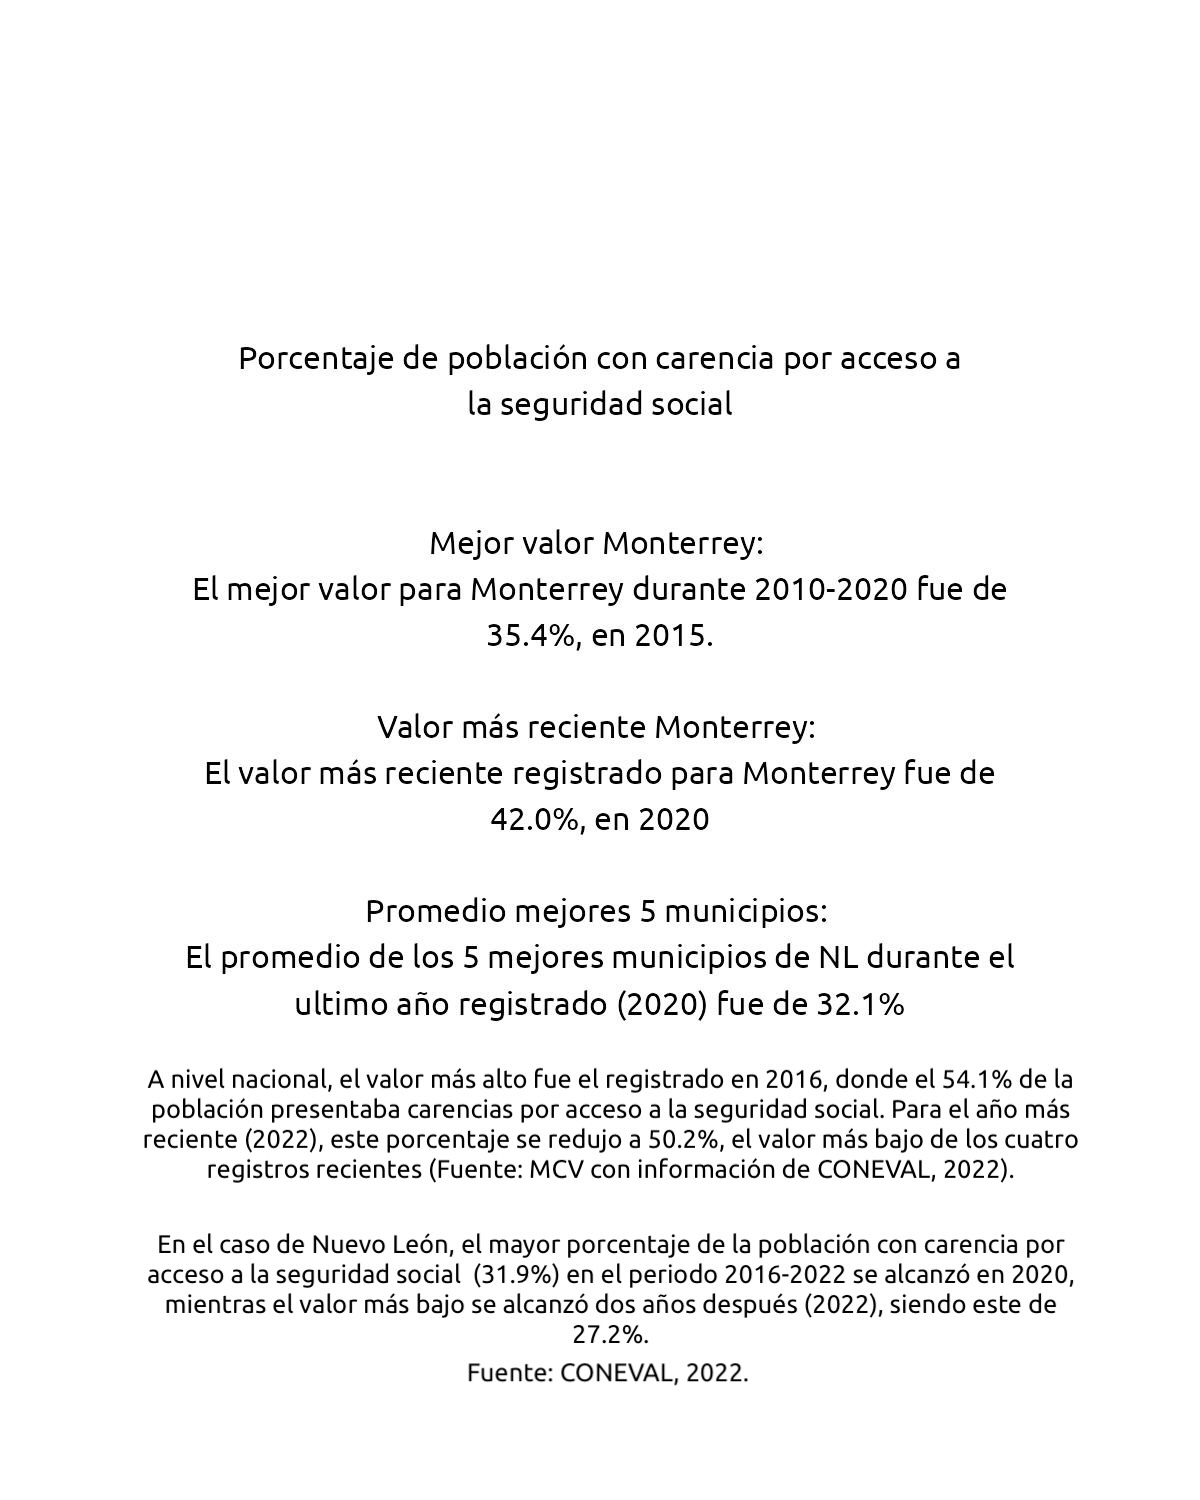 Porcentaje de población con carencia por acceso a
la seguridad social
Mejor valor Monterrey:
El mejor valor para Monterrey durante 2010-2020 fue de
35.4%, en 2015.
Valor más reciente Monterrey:
El valor más reciente registrado para Monterrey fue de
42.0%, en 2020
Promedio mejores 5 municipios:
El promedio de los 5 mejores municipios de NL durante el
ultimo año registrado (2020) fue de 32.1%
A nivel nacional, el valor más alto fue el registrado en 2016, donde el 54.1% de la
población presentaba carencias por acceso a la seguridad social. Para el año más
reciente (2022), este porcentaje se redujo a 50.2%, el valor más bajo de los cuatro
registros recientes (Fuente: MCV con información de CONEVAL, 2022).
En el caso de Nuevo León, el mayor porcentaje de la población con carencia por
acceso a la seguridad social  (31.9%) en el periodo 2016-2022 se alcanzó en 2020,
mientras el valor más bajo se alcanzó dos años después (2022), siendo este de
27.2%.
Fuente: CONEVAL, 2022.